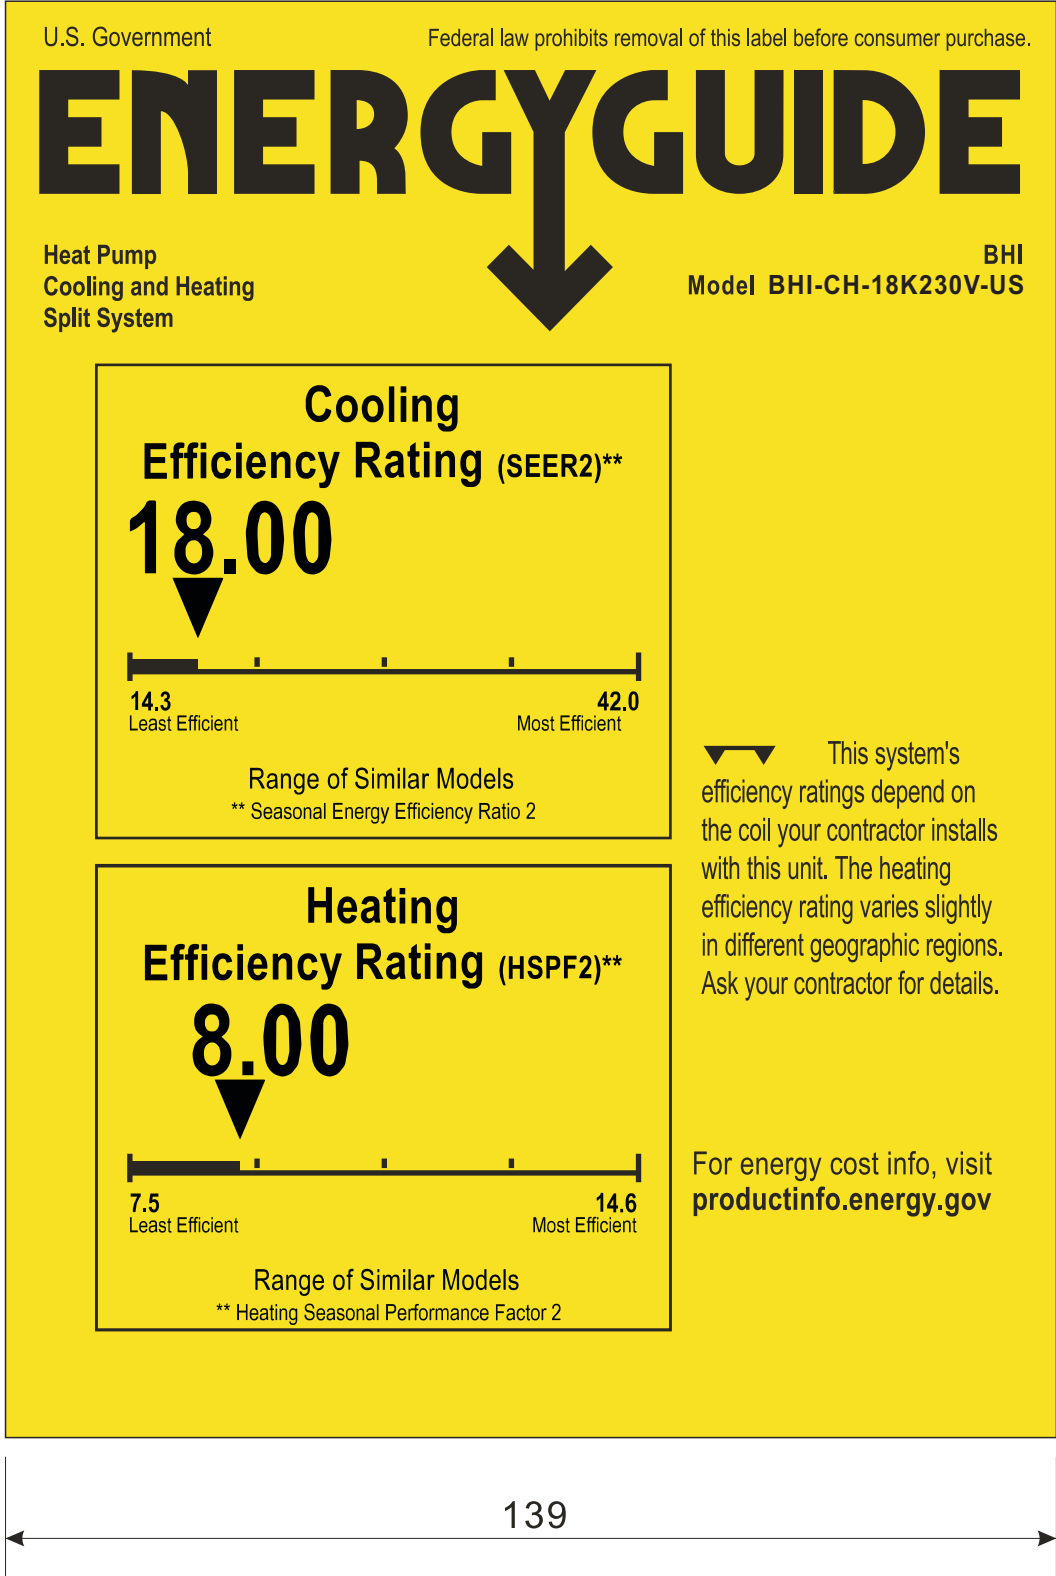 U.S. Government
Federal law prohibits removal of this label before consumer purchase.
ENERGYGUIDE
Heat Pump
Cooling and Heating
Split System
BHI
Model BHI-CH-18K230V-US
Cooling
Efficiency Rating (SEER2)**
18.00
14.3
42.0
Least Efficient
Most Efficient
Range of Similar Models
** Seasonal Energy Efficiency Ratio 2
Heating
Efficiency Rating (HSPF2)**
8.00
7.5
14.6
Least Efficient
Most Efficient
Range of Similar Models
** Heating Seasonal Performance Factor 2
This system's
efficiency ratings depend on
the coil your contractor installs
with this unit. The heating
efficiency rating varies slightly
in different geographic regions.
Ask your contractor for details.
For energy cost info, visit
productinfo.energy.gov
139